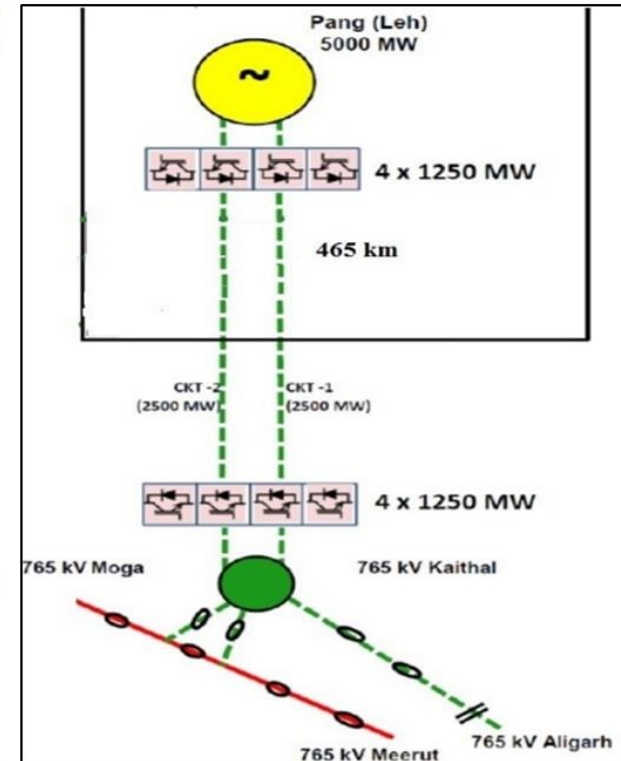 Pang (Leh)
5000 MW
~
4 x 1250 MW
465 km
CKT -2
(2500 MW)
CKT -1
(2500 MW)
4 x 1250 MW
765 kV Moga
765 kV Kaithal
765 kV Aligarh
765 kV Meerut